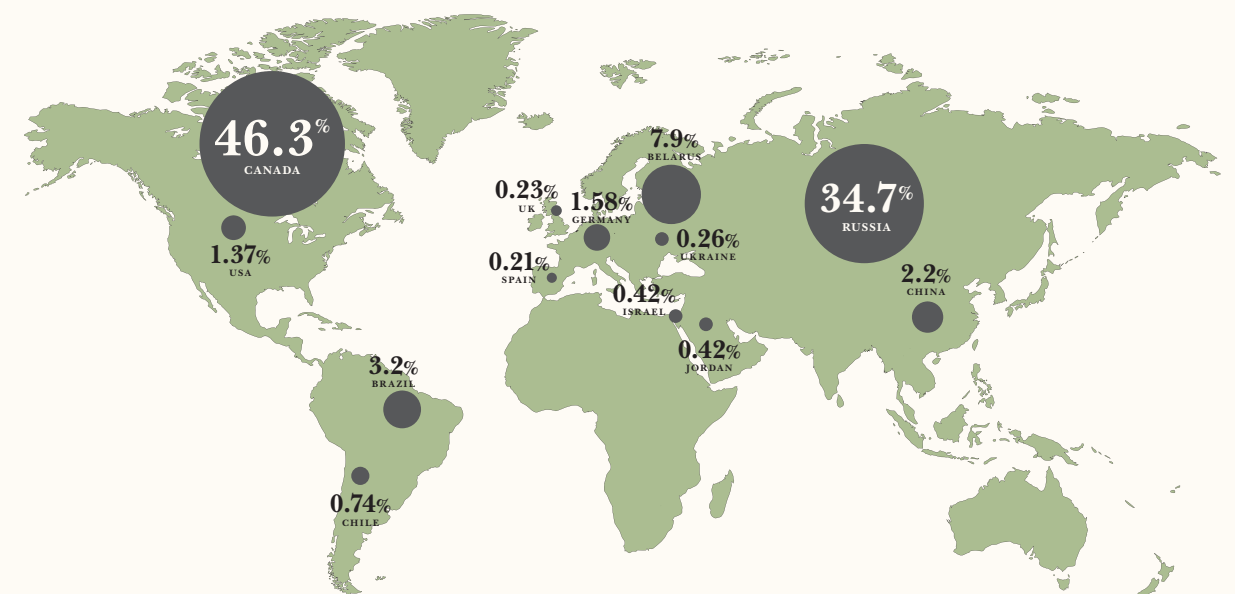 46.3%
CANADA
1.37%
USA
3.2%
BRAZIL
0.74%
CHILE
0.23%
UK
1.58%
GERMANY
7.9%
BELARUS
0.26%
UKRAINE
0.21%
SPAIN
0.42%
ISRAEL
0.42%
JORDAN
34.7%
RUSSIA
2.2%
CHINA